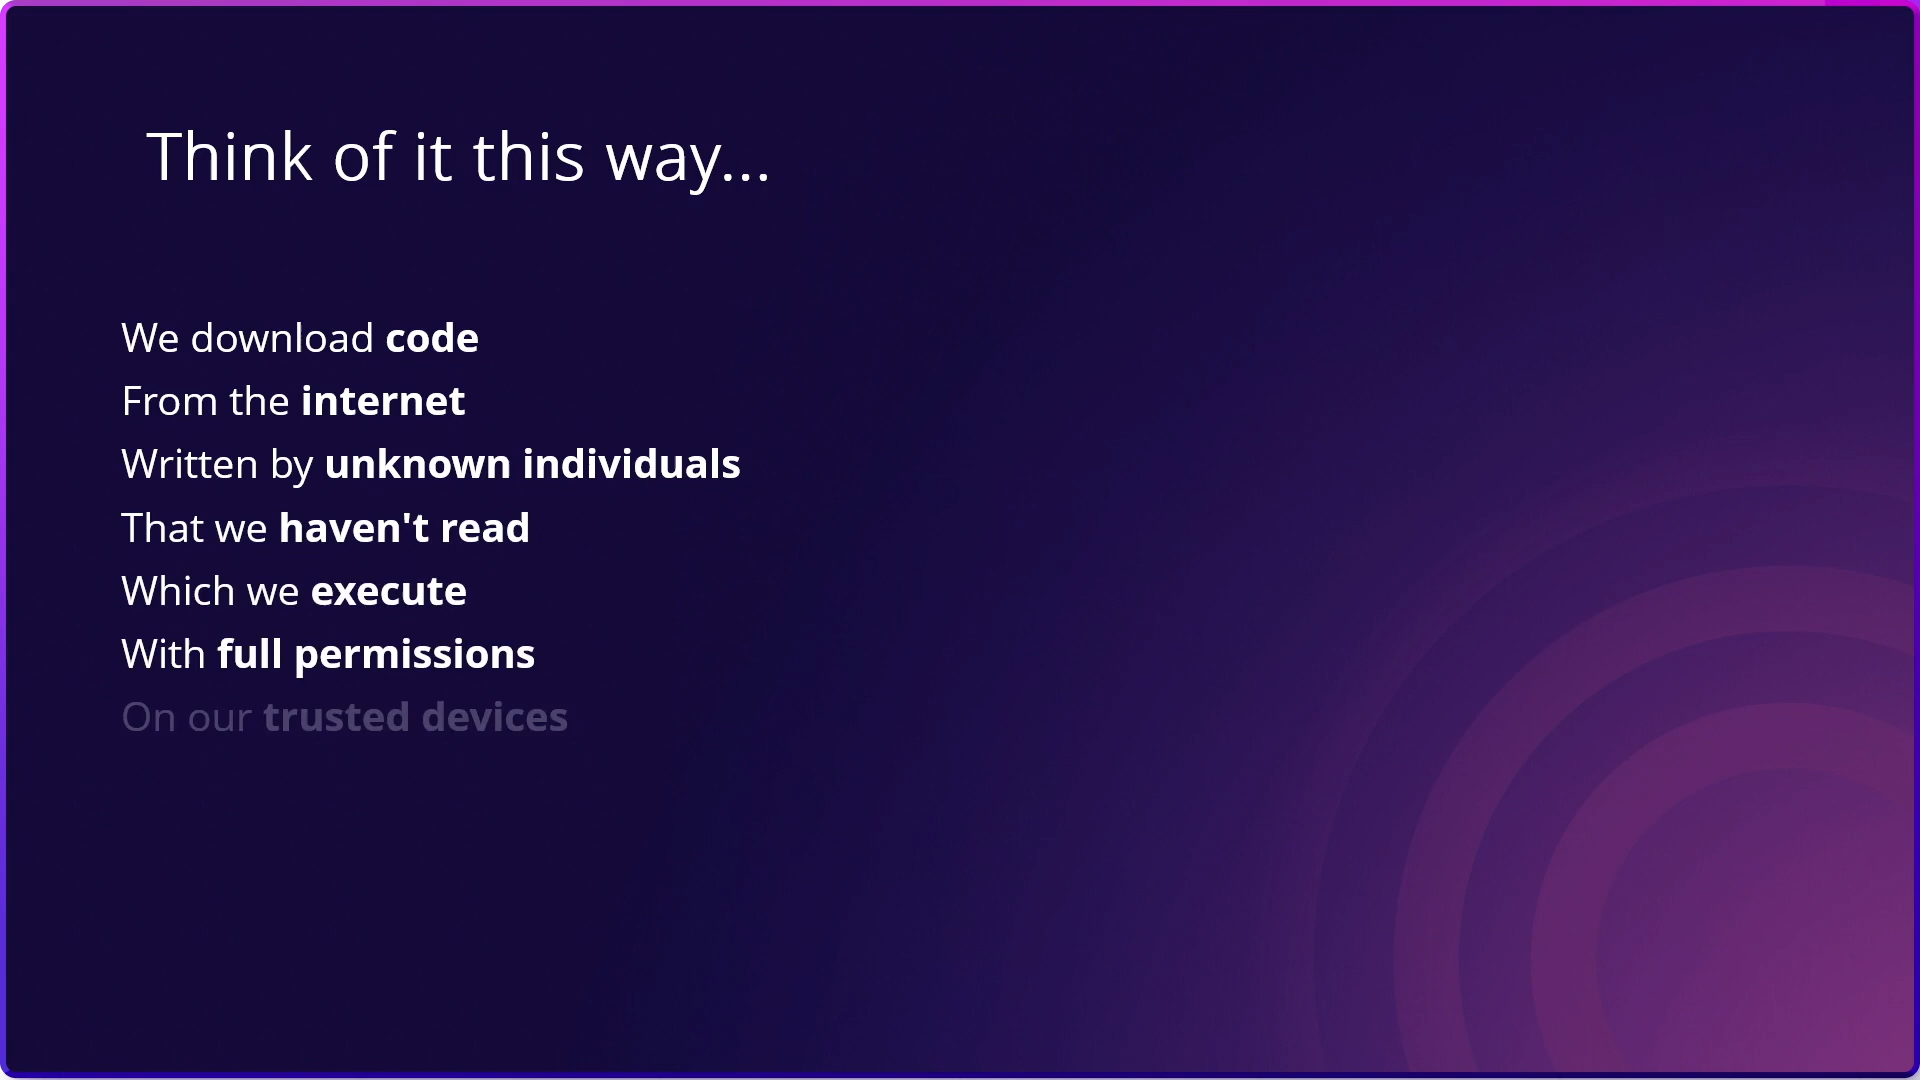 Think of it this way...
We download code
From the internet
Written by unknown individuals
That we haven't read
Which we execute
With full permissions
On our trusted devices